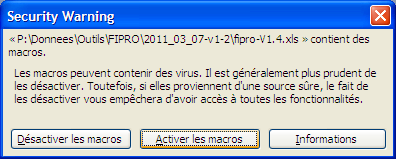 Security Warning
« P:\Donnees\Outils\FIPRO\2011_03_07-v1-2\fipro-V1.4.xls » contient des
macros.
Les macros peuvent contenir des virus. Il est généralement plus prudent de
les désactiver. Toutefois, si elles proviennent d'une source sûre, le fait de
les désactiver vous empêchera d'avoir accès à toutes les fonctionnalités.
Désactiver les macros
Activer les macros
Informations